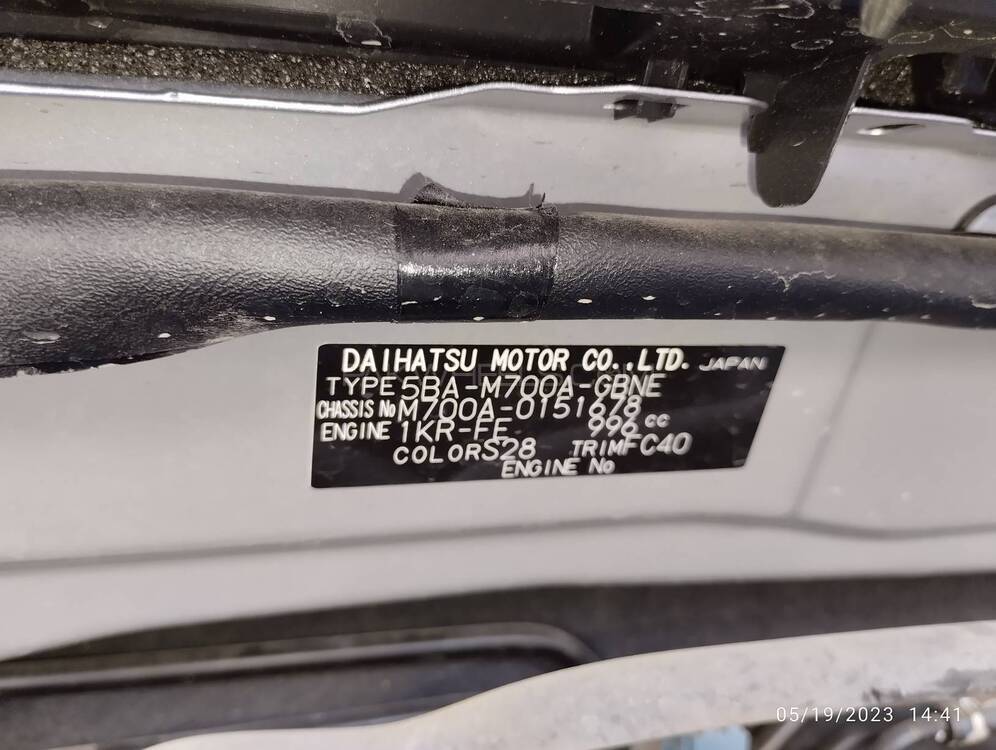 DAIHATSU MOTOR CO.,LTD. JAPAN
TYPE 5BA-M700A-GBNE
CHASSIS No M700A-0151678
ENGINE 1KR-FE 996 cc
COLOR S28 TRIM FC40
ENGINE No
05/19/2023 14:41